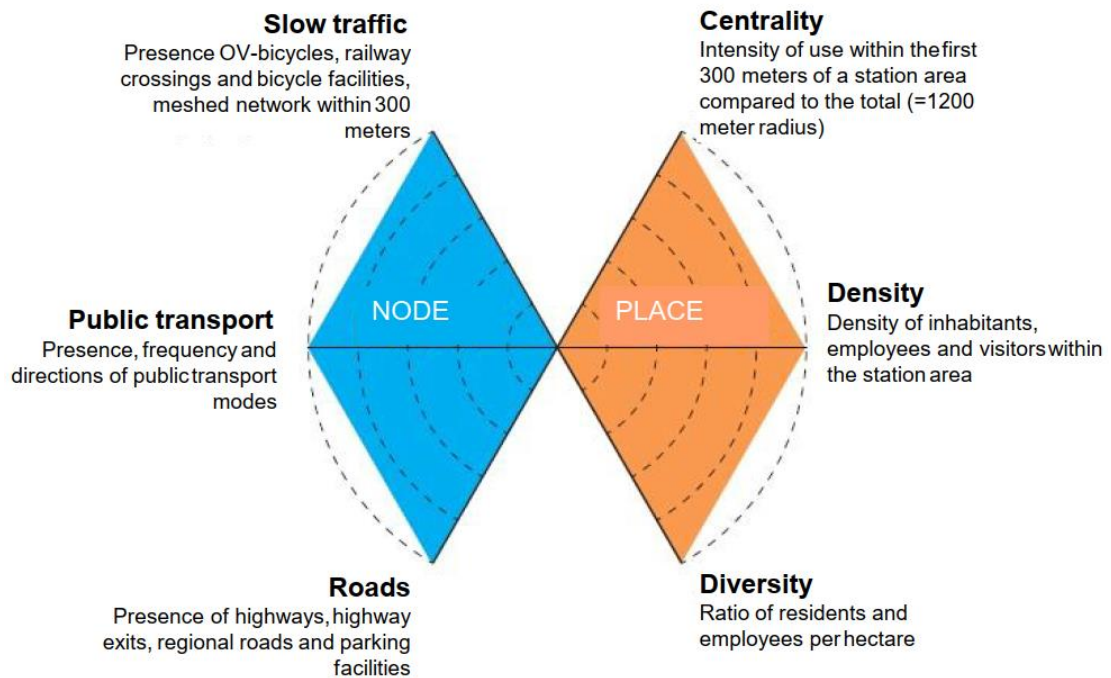 Slow traffic
Presence OV-bicycles, railway
crossings and bicycle facilities,
meshed network within 300
meters
Centrality
Intensity of use within the first
300 meters of a station area
compared to the total (=1200
meter radius)
NODE
PLACE
Public transport
Presence, frequency and
directions of public transport
modes
Density
Density of inhabitants,
employees and visitors within
the station area
Roads
Presence of highways, highway
exits, regional roads and parking
facilities
Diversity
Ratio of residents and
employees per hectare